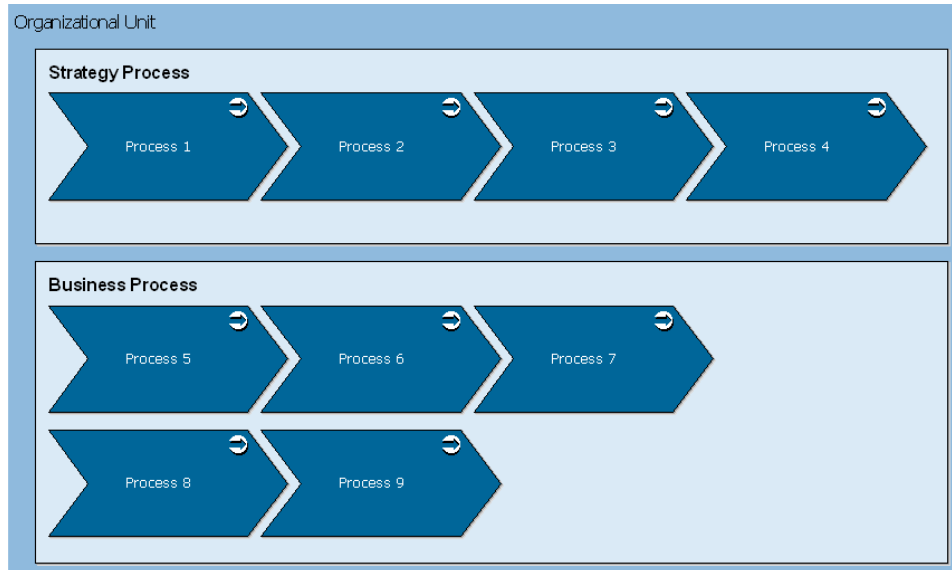 Organizational Unit
Strategy Process
Process 1
Process 2
Process 3
Process 4
Business Process
Process 5
Process 6
Process 7
Process 8
Process 9